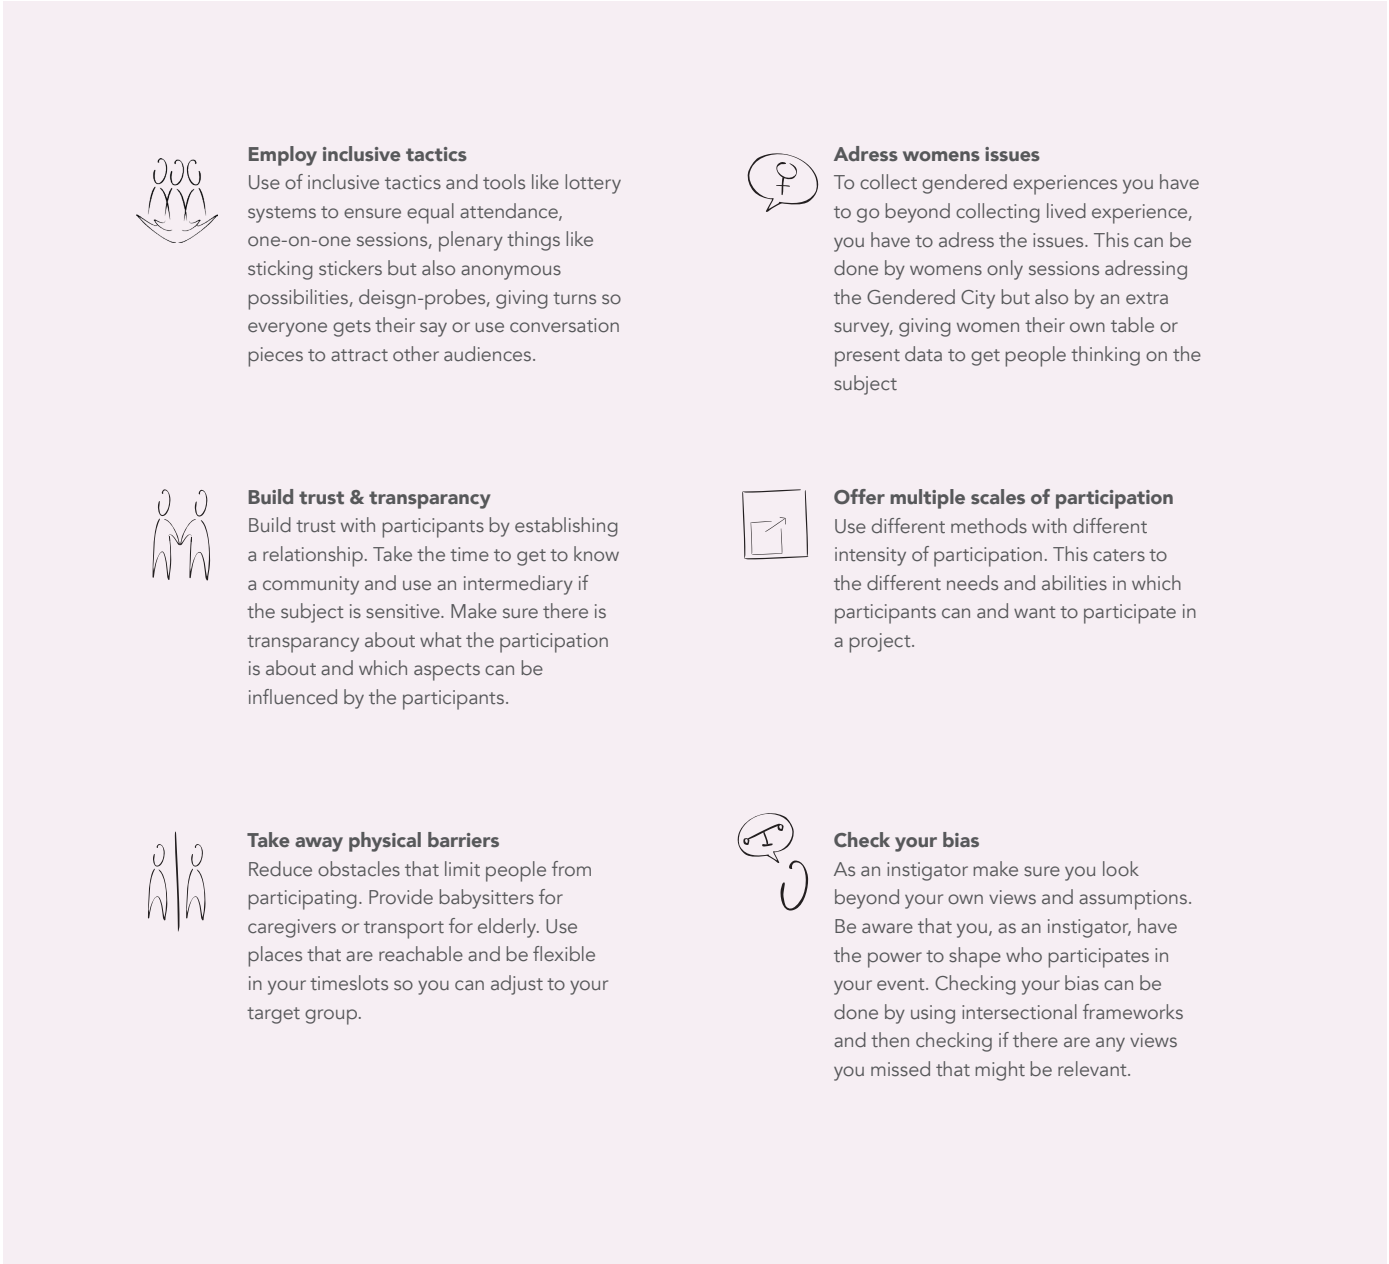 Employ inclusive tactics
Use of inclusive tactics and tools like lottery
systems to ensure equal attendance,
one-on-one sessions, plenary things like
sticking stickers but also anonymous
possibilities, deisgn-probes, giving turns so
everyone gets their say or use conversation
pieces to attract other audiences.
Adress womens issues
To collect gendered experiences you have
to go beyond collecting lived experience,
you have to adress the issues. This can be
done by womens only sessions adressing
the Gendered City but also by an extra
survey, giving women their own table or
present data to get people thinking on the
subject
Build trust & transparancy
Build trust with participants by establishing
a relationship. Take the time to get to know
a community and use an intermediary if
the subject is sensitive. Make sure there is
transparancy about what the participation
is about and which aspects can be
influenced by the participants.
Offer multiple scales of participation
Use different methods with different
intensity of participation. This caters to
the different needs and abilities in which
participants can and want to participate in
a project.
Take away physical barriers
Reduce obstacles that limit people from
participating. Provide babysitters for
caregivers or transport for elderly. Use
places that are reachable and be flexible
in your timeslots so you can adjust to your
target group.
Check your bias
As an instigator make sure you look
beyond your own views and assumptions.
Be aware that you, as an instigator, have
the power to shape who participates in
your event. Checking your bias can be
done by using intersectional frameworks
and then checking if there are any views
you missed that might be relevant.